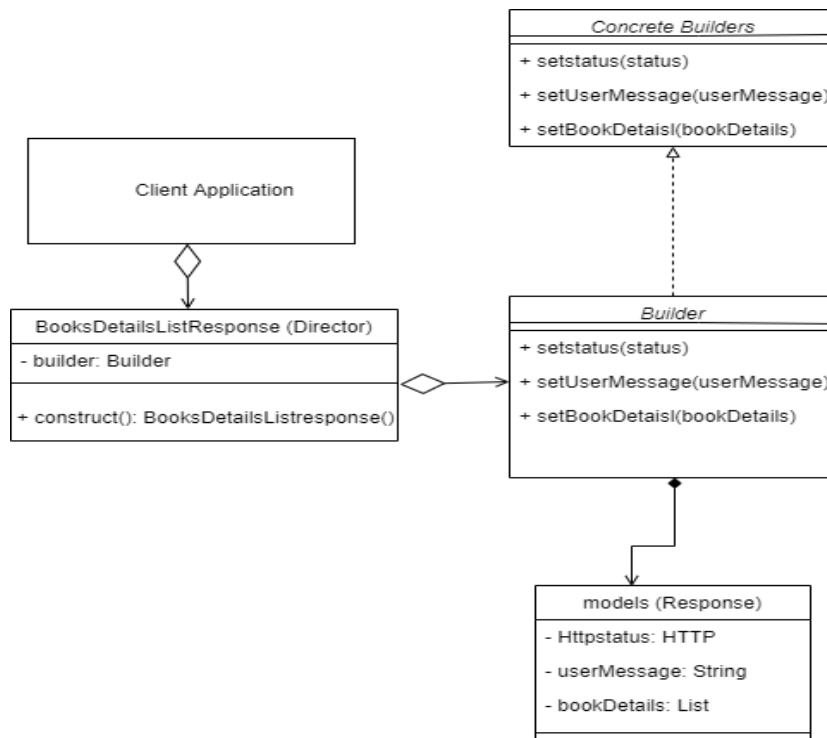 Concrete Builders
+ setstatus(status)
+ setUserMessage(userMessage)
+ setBookDetaisl(bookDetails)
Client Application
BooksDetailsListResponse (Director)
- builder: Builder
+ construct(): BooksDetailsListresponse()
Builder
+ setstatus(status)
+ setUserMessage(userMessage)
+ setBookDetaisl(bookDetails)
models (Response)
- Httpstatus: HTTP
- userMessage: String
- bookDetails: List